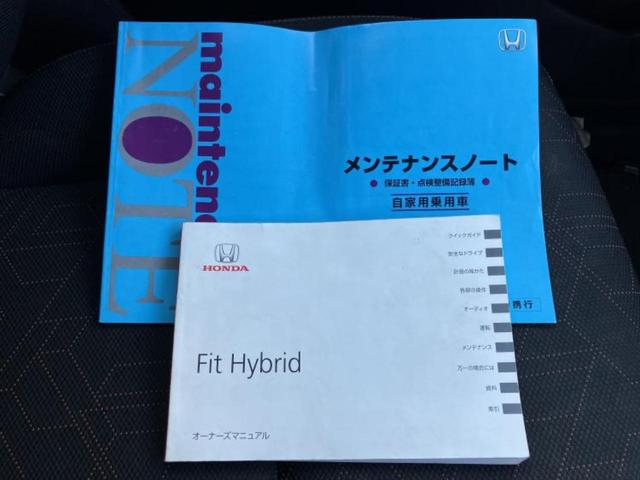 maintenance
NOTE
メンテナンスノート
保証書・点検整備記録簿
自家用乗用車
携行
HONDA
Fit Hybrid
オーナーズマニュアル
クイックガイド
安全なドライブ
計器の見かた
各部の操作
オーディオ
運転
メンテナンス
万一の場合には
資料
索引